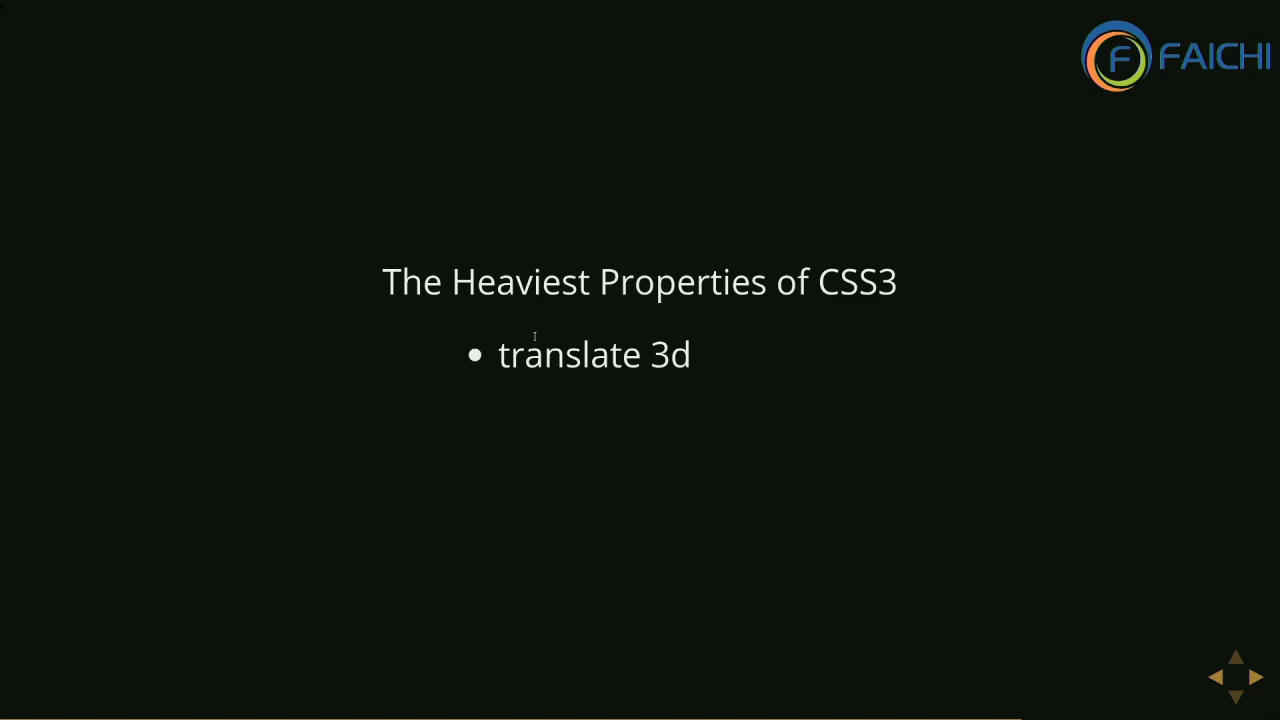 F FAICHI
The Heaviest Properties of CSS3
• translate 3d